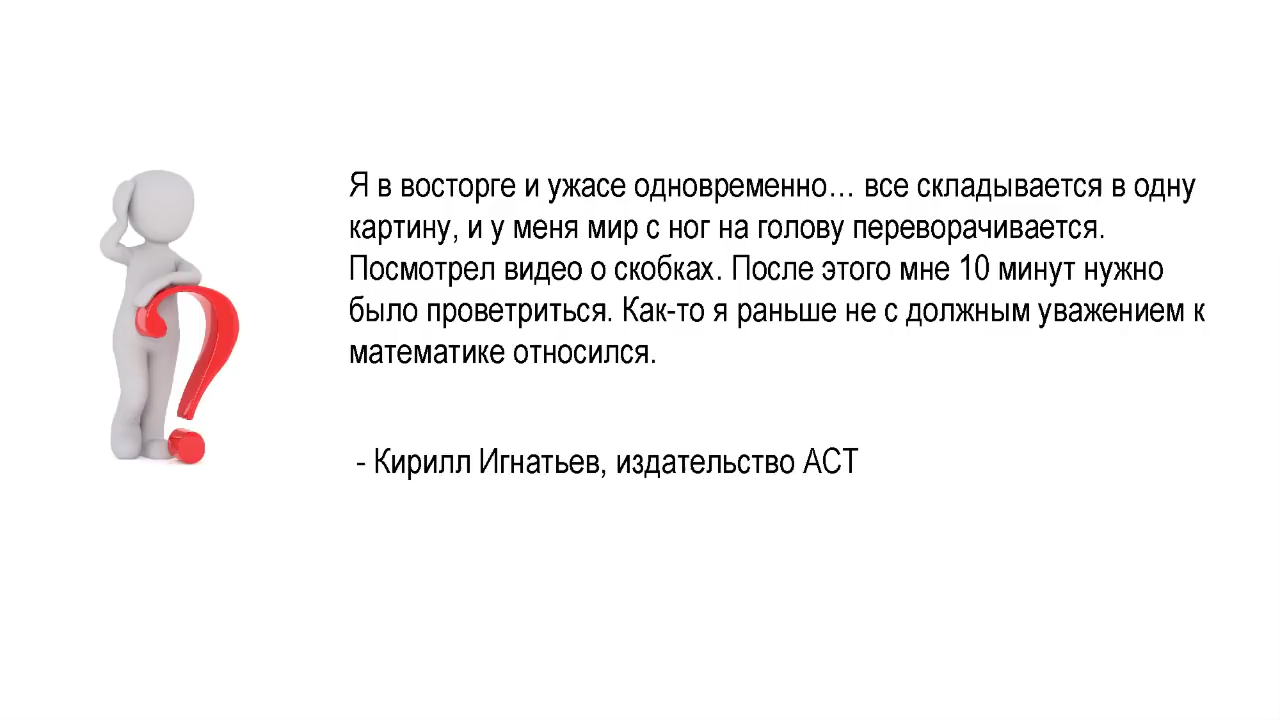 Я в восторге и ужасе одновременно… все складывается в одну
картину, и у меня мир с ног на голову переворачивается.
Посмотрел видео о скобках. После этого мне 10 минут нужно
было проветриться. Как-то я раньше не с должным уважением к
математике относился.
- Кирилл Игнатьев, издательство АСТ